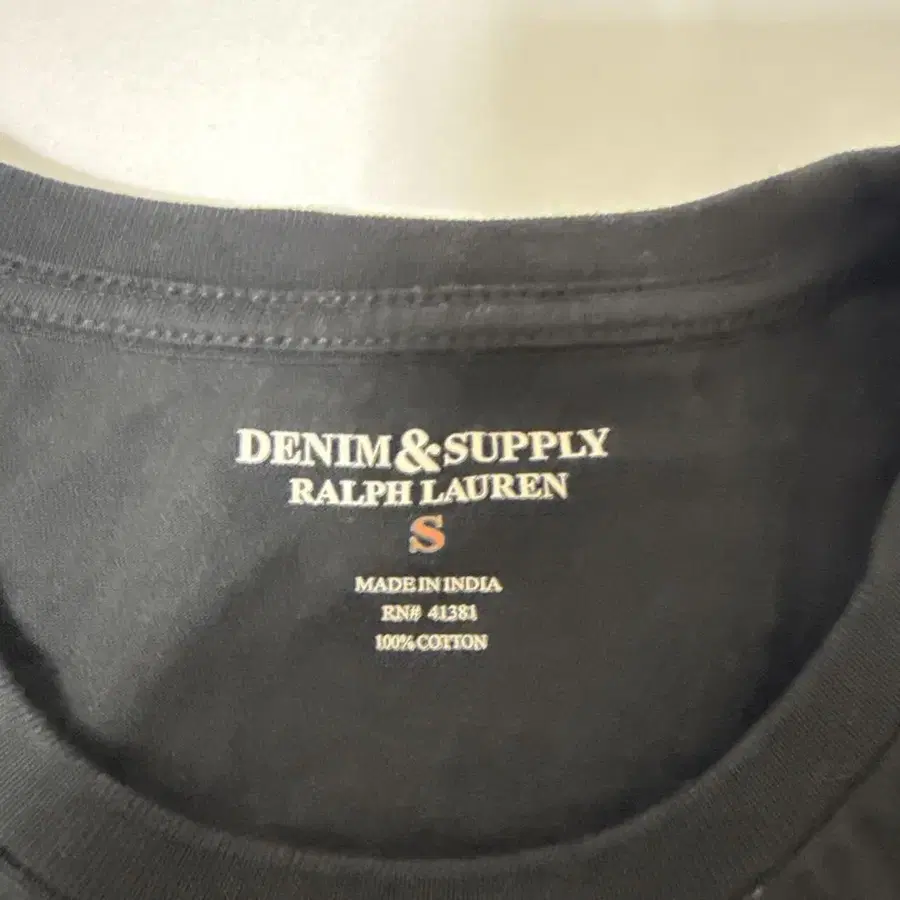 DENIM&SUPPLY
RALPH LAUREN
S
MADE IN INDIA
RN# 41381
100% COTTON